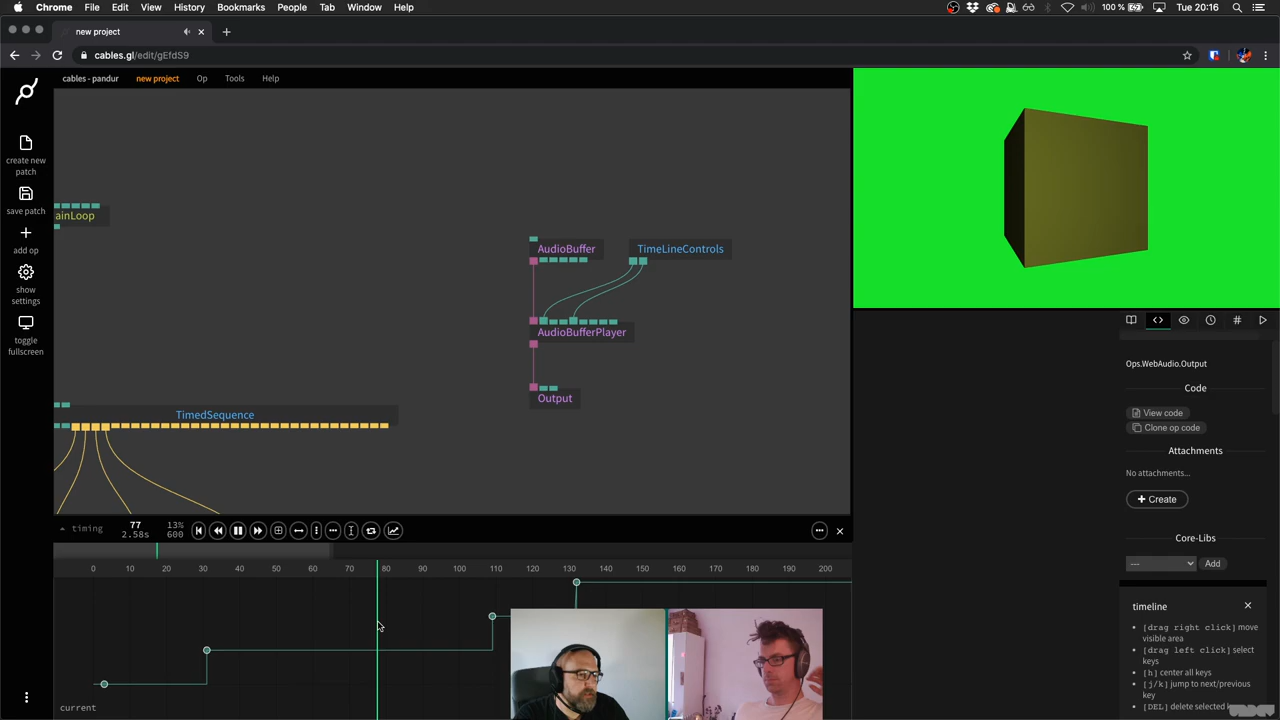 Chrome File Edit View History Bookmarks People Tab Window Help 100 % Tue 20:16
new project
cables.gl/edit/gEfdS9
cables - pandur new project Op Tools Help
create new
patch
save patch
add op
show
settings
toggle
fullscreen
ainLoop
AudioBuffer TimeLineControls
AudioBufferPlayer
Output
TimedSequence
Ops.WebAudio.Output
Code
View code
Clone op code
Attachments
No attachments...
+ Create
Core-Libs
--- Add
timing 77 13%
2.58s 600
0 10 20 30 40 50 60 70 80 90 100 110 120 130 140 150 160 170 180 190 200
current
timeline
[drag right click] move
visible area
[drag left click] select
keys
[h] center all keys
[j/k] jump to next/previous
key
[DEL] delete selected